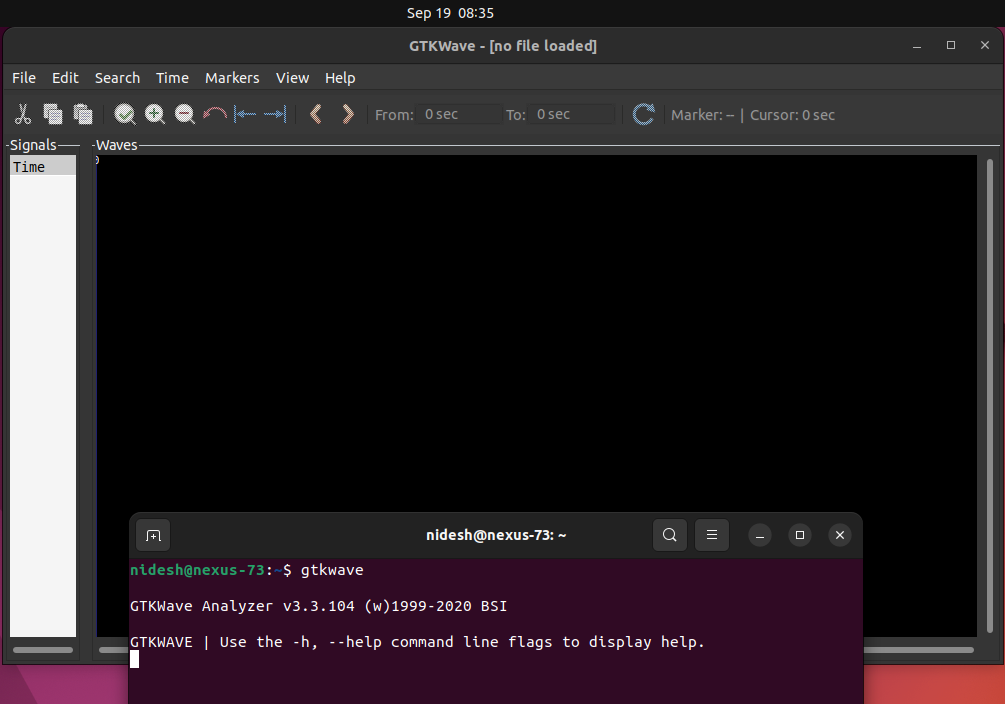 Sep 19 08:35
GTKWave - [no file loaded]
File Edit Search Time Markers View Help
From: 0 sec To: 0 sec Marker: -- | Cursor: 0 sec
Signals Waves
Time
0
nidesh@nexus-73: ~
nidesh@nexus-73:~$ gtkwave
GTKWave Analyzer v3.3.104 (w)1999-2020 BSI
GTKWAVE | Use the -h, --help command line flags to display help.